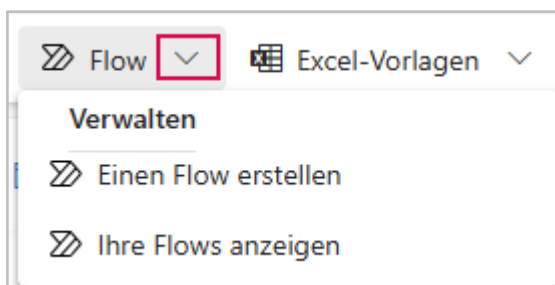 Flow Excel-Vorlagen
Verwalten
Einen Flow erstellen
Ihre Flows anzeigen